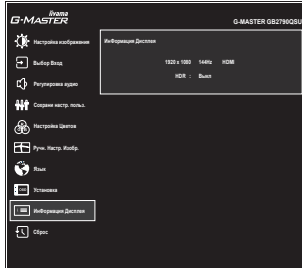 iiyama
G-MASTER
G-MASTER GB2790QSU
Настройка изображения
ИнФормация Дисплея
Выбор Вход
1920 x 1080 144Hz HDMI
HDR : Выкл
Регулировка аудио
Сохрани настр. польз.
Настройка Цветов
Ручн. Настр. Изобр.
Язык
OSD Установка
ИнФормация Дисплея
Сброс